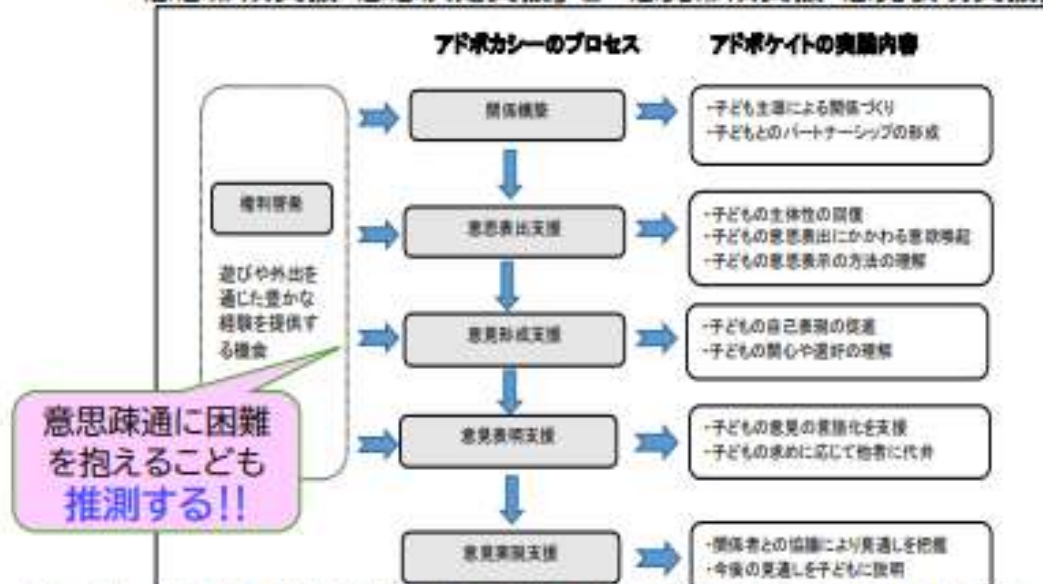 アドボカシーのプロセス
アドボケイトの実践内容
権利啓発
遊びや外出を
通じた豊かな
経験を提供す
る機会
意思疎通に困難
を抱えるこども
推測する!!
関係構築
・子ども主導による関係づくり
・子どもとのパートナーシップの形成
意思表出支援
・子どもの主体性の回復
・子どもの意思表出にかかわる意欲喚起
・子どもの意思表示の方法の理解
意見形成支援
・子どもの自己表現の促進
・子どもの関心や選好の理解
意見表明支援
・子どもの意見の言語化を支援
・子どもの求めに応じて他者に代弁
意見実現支援
・関係者との協議により見通しを把握
・今後の見通しを子どもに説明